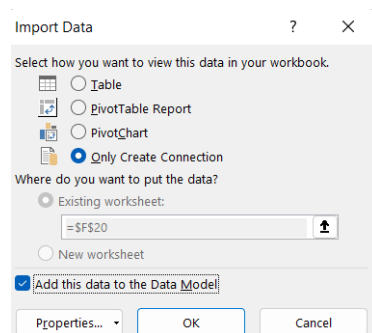 Import Data ?
Select how you want to view this data in your workbook.
Table
PivotTable Report
PivotChart
Only Create Connection
Where do you want to put the data?
Existing worksheet:
=$F$20
New worksheet
Add this data to the Data Model
Properties...
OK
Cancel